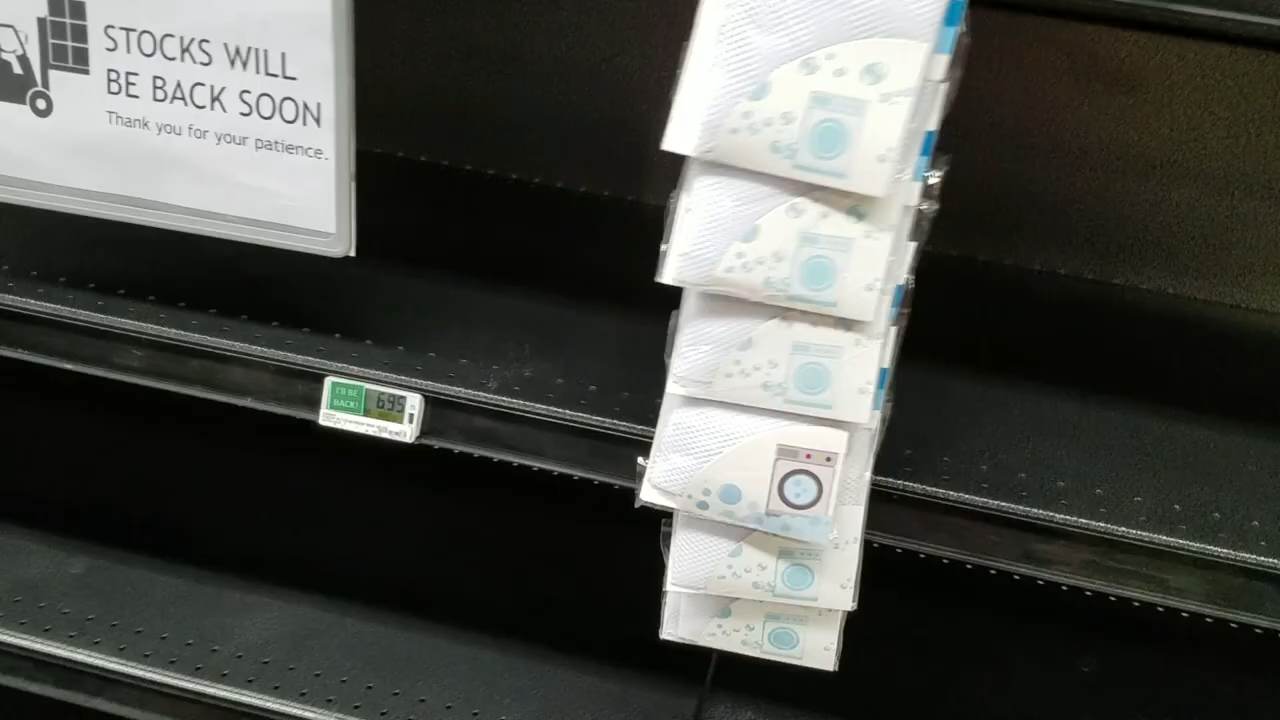 STOCKS WILL
BE BACK SOON
Thank you for your patience.
I'll BE
BACK!
6.95